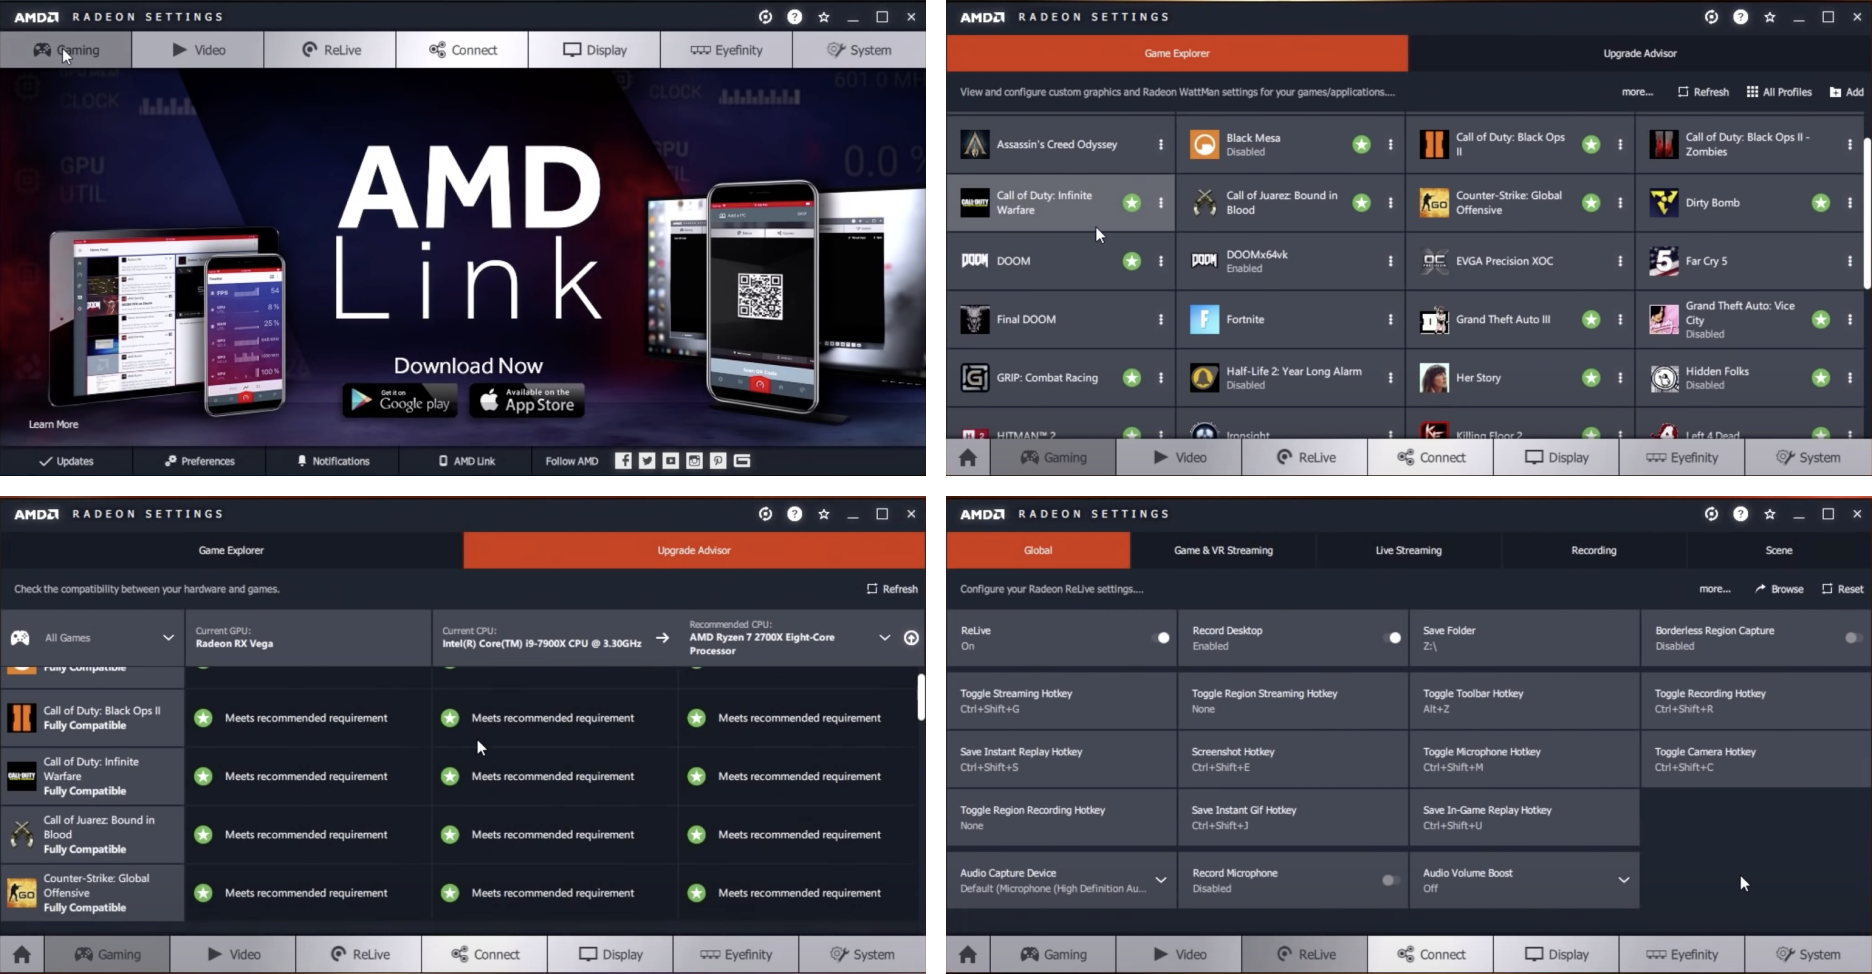 AMD RADEON SETTINGS
Gaming
Video
ReLive
Connect
Display
Eyefinity
System
CLOCK
GPU
UTIL
CLOCK
601.0 MH
GPU
UTIL
0.0 %
AMD
Link
Download Now
Get it on
Google play
Available on the
App Store
Learn More
Updates
Preferences
Notifications
AMD Link
Follow AMD
AMD RADEON SETTINGS
Game Explorer
Upgrade Advisor
View and configure custom graphics and Radeon WattMan settings for your games/applications....
more...
Refresh
All Profiles
Add
Assassin's Creed Odyssey
Black Mesa
Disabled
Call of Duty: Black Ops
II
Call of Duty: Black Ops II -
Zombies
Call of Duty: Infinite
Warfare
Call of Juarez: Bound in
Blood
Counter-Strike: Global
Offensive
Dirty Bomb
DOOM
DOOMx64vk
Enabled
EVGA Precision XOC
Far Cry 5
Final DOOM
Fortnite
Grand Theft Auto III
Grand Theft Auto: Vice
City
Disabled
GRIP: Combat Racing
Half-Life 2: Year Long Alarm
Disabled
Her Story
Hidden Folks
Disabled
HITMAN™ 2
Ironsight
Killing Floor 2
Left 4 Dead
Gaming
Video
ReLive
Connect
Display
Eyefinity
System
AMD RADEON SETTINGS
Game Explorer
Upgrade Advisor
Check the compatibility between your hardware and games.
Refresh
All Games
Current GPU:
Radeon RX Vega
Current CPU:
Intel(R) Core(TM) i9-7900X CPU @ 3.30GHz
Recommended CPU:
AMD Ryzen 7 2700X Eight-Core
Processor
Fully Compatible
Call of Duty: Black Ops II
Fully Compatible
Meets recommended requirement
Meets recommended requirement
Meets recommended requirement
Call of Duty: Infinite
Warfare
Fully Compatible
Meets recommended requirement
Meets recommended requirement
Meets recommended requirement
Call of Juarez: Bound in
Blood
Fully Compatible
Meets recommended requirement
Meets recommended requirement
Meets recommended requirement
Counter-Strike: Global
Offensive
Fully Compatible
Meets recommended requirement
Meets recommended requirement
Meets recommended requirement
Gaming
Video
ReLive
Connect
Display
Eyefinity
System
AMD RADEON SETTINGS
Global
Game & VR Streaming
Live Streaming
Recording
Scene
Configure your Radeon ReLive settings....
more...
Browse
Reset
ReLive
On
Record Desktop
Enabled
Save Folder
Z:\
Borderless Region Capture
Disabled
Toggle Streaming Hotkey
Ctrl+Shift+G
Toggle Region Streaming Hotkey
None
Toggle Toolbar Hotkey
Alt+Z
Toggle Recording Hotkey
Ctrl+Shift+R
Save Instant Replay Hotkey
Ctrl+Shift+S
Screenshot Hotkey
Ctrl+Shift+E
Toggle Microphone Hotkey
Ctrl+Shift+M
Toggle Camera Hotkey
Ctrl+Shift+C
Toggle Region Recording Hotkey
None
Save Instant Gif Hotkey
Ctrl+Shift+J
Save In-Game Replay Hotkey
Ctrl+Shift+U
Audio Capture Device
Default (Microphone (High Definition Au...
Record Microphone
Disabled
Audio Volume Boost
Off
Gaming
Video
ReLive
Connect
Display
Eyefinity
System